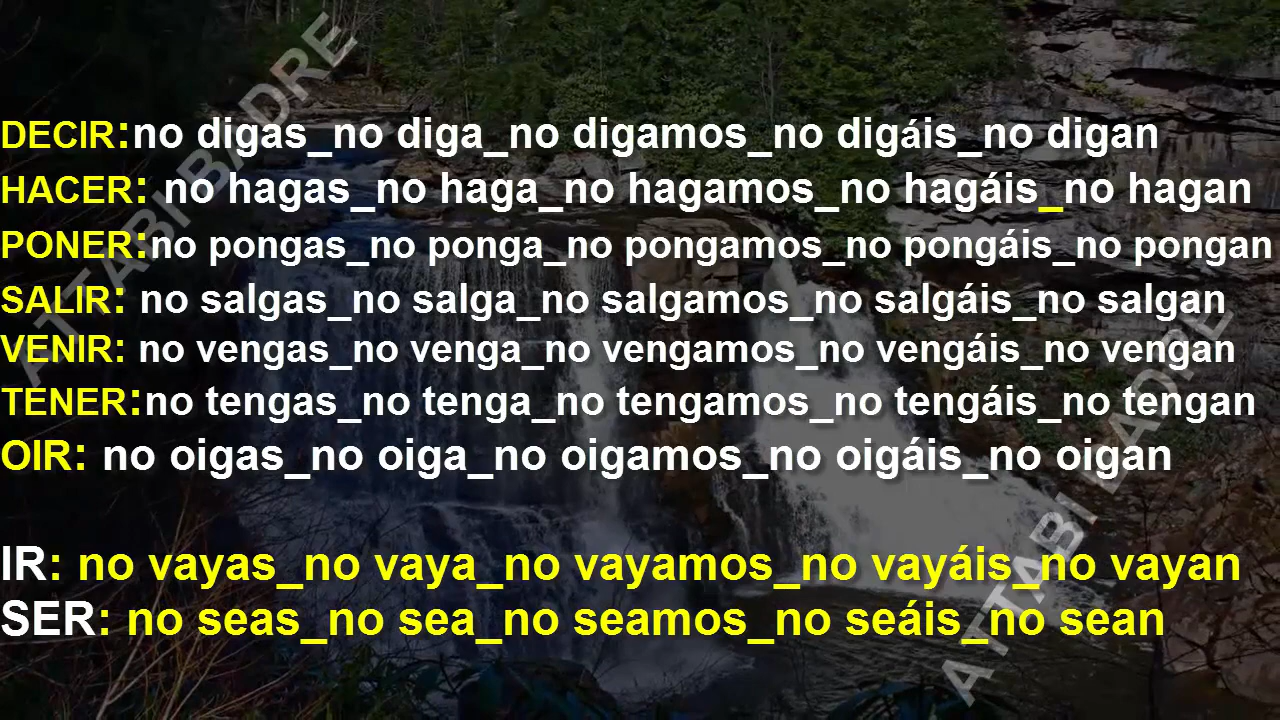 DECIR:no digas_no diga_no digamos_no digáis_no digan
HACER: no hagas_no haga_no hagamos_no hagáis_no hagan
PONER:no pongas_no ponga_no pongamos_no pongáis_no pongan
SALIR: no salgas_no salga_no salgamos_no salgáis_no salgan
VENIR: no vengas_no venga_no vengamos_no vengáis_no vengan
TENER:no tengas_no tenga_no tengamos_no tengáis_no tengan
OIR: no oigas_no oiga_no oigamos_no oigáis_no oigan
IR: no vayas_no vaya_no vayamos_no vayáis_no vayan
SER: no seas_no sea_no seamos_no seáis_no sean
ATTABI BADRE